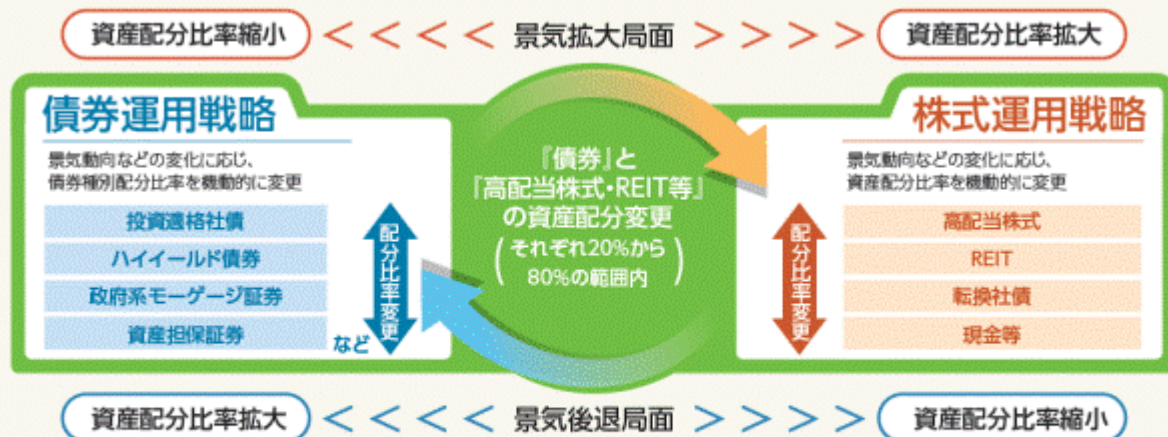 資産配分比率縮小 < < < < < 景気拡大局面 > > > > > 資産配分比率拡大
債券運用戦略
景気動向などの変化に応じ、
債券種別配分比率を機動的に変更
投資適格社債
ハイイールド債券
政府系モーゲージ証券
資産担保証券
など
配分比率変更
『債券』と
『高配当株式・REIT等』
の資産配分変更
(それぞれ20%から
80%の範囲内)
株式運用戦略
景気動向などの変化に応じ、
資産配分比率を機動的に変更
配分比率変更
高配当株式
REIT
転換社債
現金等
資産配分比率拡大 < < < < < 景気後退局面 > > > > > 資産配分比率縮小